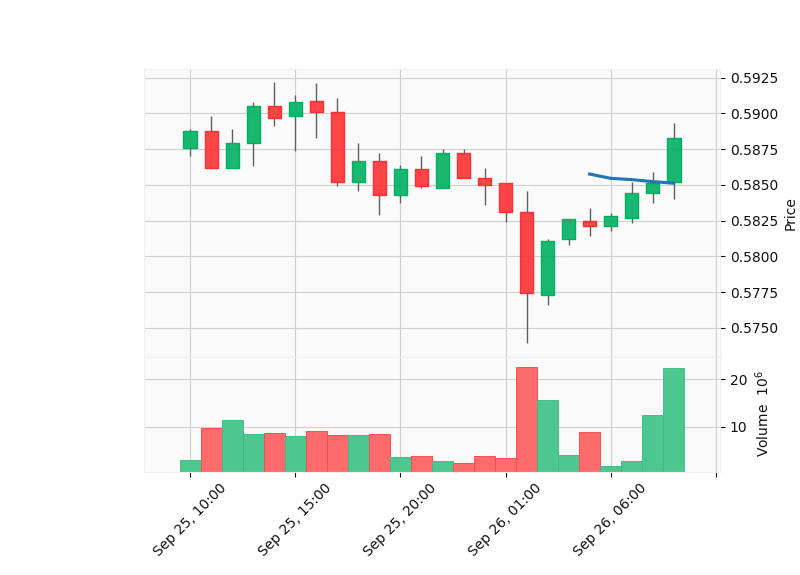 0.5925
0.5900
0.5875
0.5850
0.5825
0.5800
0.5775
0.5750
Price
20
10
Volume 10^6
Sep 25, 10:00
Sep 25, 15:00
Sep 25, 20:00
Sep 26, 01:00
Sep 26, 06:00